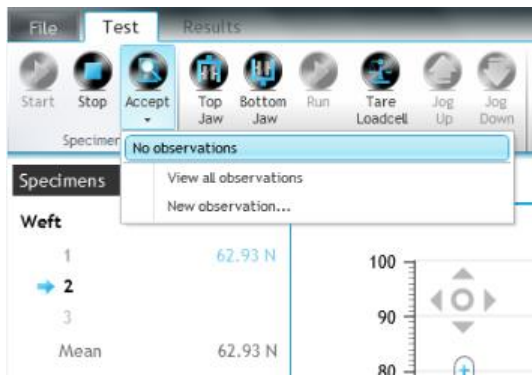 File Test Results
Start Stop Accept Top Jaw Bottom Jaw Run Tare Loadcell Jog Up Jog Down
Specimen
No observations
View all observations
New observation...
Specimens
Weft
1 62.93 N
2
3
Mean 62.93 N
100
90
80